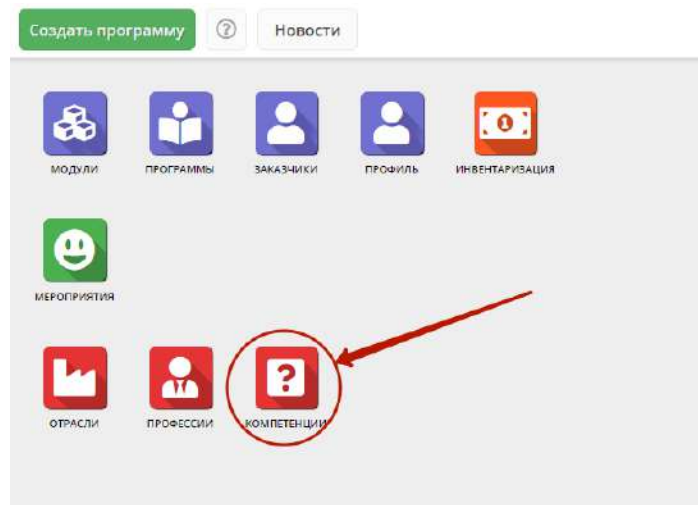 Создать программу ? Новости
МОДУЛИ ПРОГРАММЫ ЗАКАЗЧИКИ ПРОФИЛЬ ИНВЕНТАРИЗАЦИЯ
МЕРОПРИЯТИЯ
ОТРАСЛИ ПРОФЕССИИ КОМПЕТЕНЦИИ